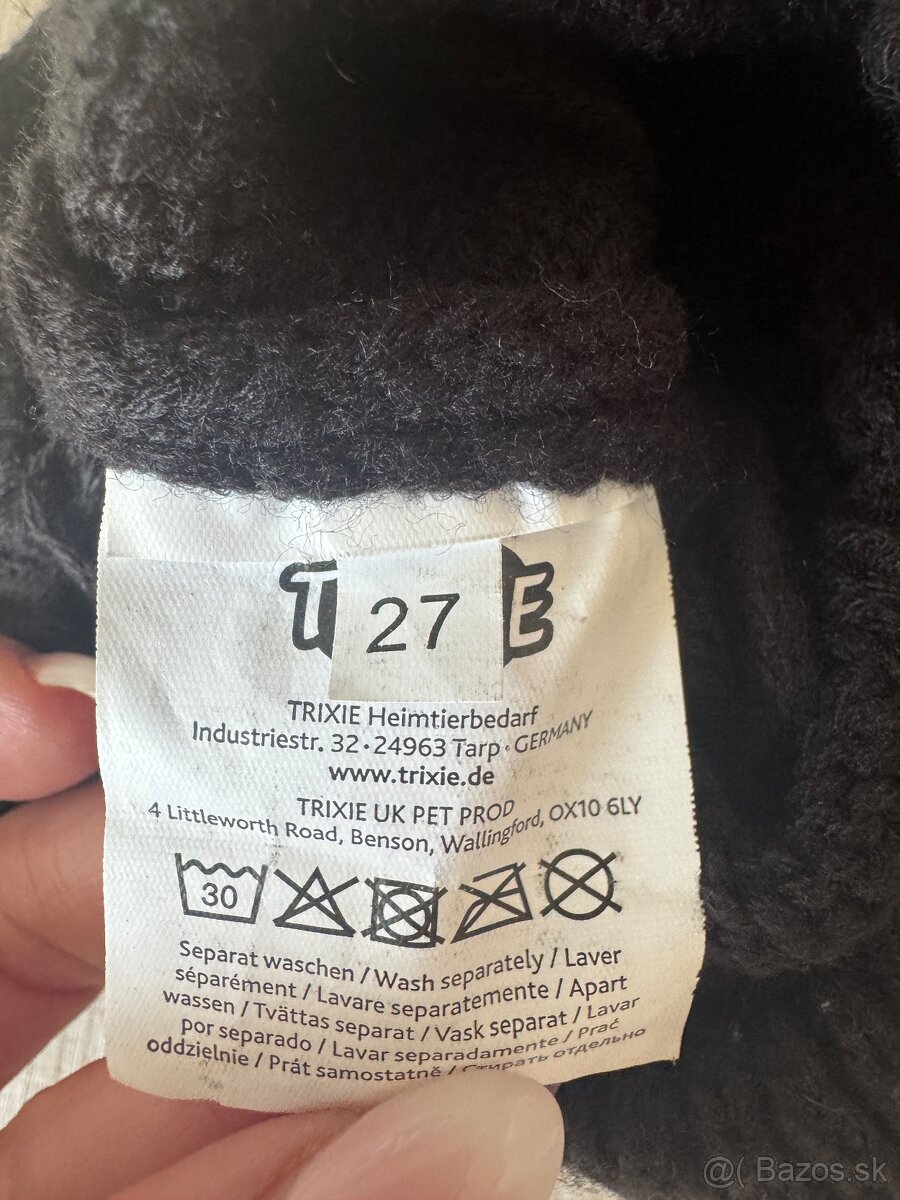 27
TRIXIE Heimtierbedarf
Industriestr. 32 · 24963 Tarp · GERMANY
www.trixie.de
TRIXIE UK PET PROD
4 Littleworth Road, Benson, Wallingford, OX10 6LY
30
Separat waschen / Wash separately / Laver
séparément / Lavare separatemente / Apart
wassen / Tvättas separat / Vask separat / Lavar
por separado / Lavar separadamente / Prać
oddzielnie / Prát samostatně / Стирать отдельно
@( Bazos.sk